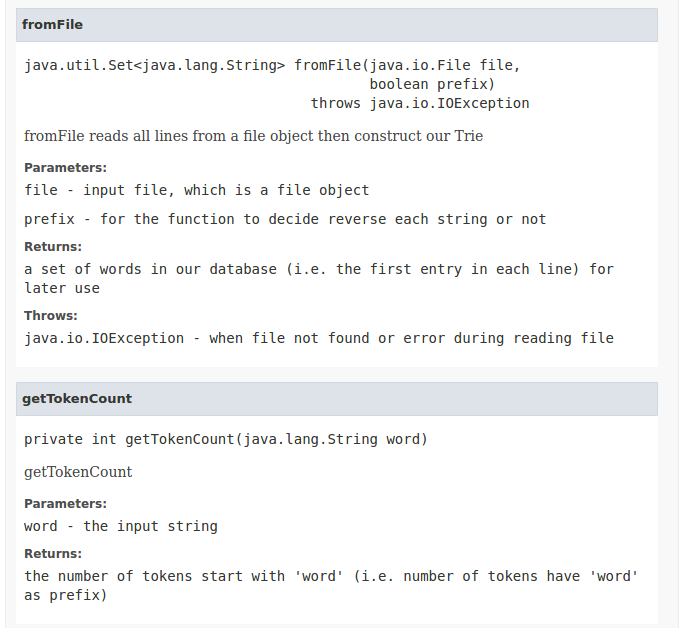 fromFile
java.util.Set<java.lang.String> fromFile(java.io.File file,
boolean prefix)
throws java.io.IOException
fromFile reads all lines from a file object then construct our Trie
Parameters:
file - input file, which is a file object
prefix - for the function to decide reverse each string or not
Returns:
a set of words in our database (i.e. the first entry in each line) for
later use
Throws:
java.io.IOException - when file not found or error during reading file
getTokenCount
private int getTokenCount(java.lang.String word)
getTokenCount
Parameters:
word - the input string
Returns:
the number of tokens start with 'word' (i.e. number of tokens have 'word'
as prefix)